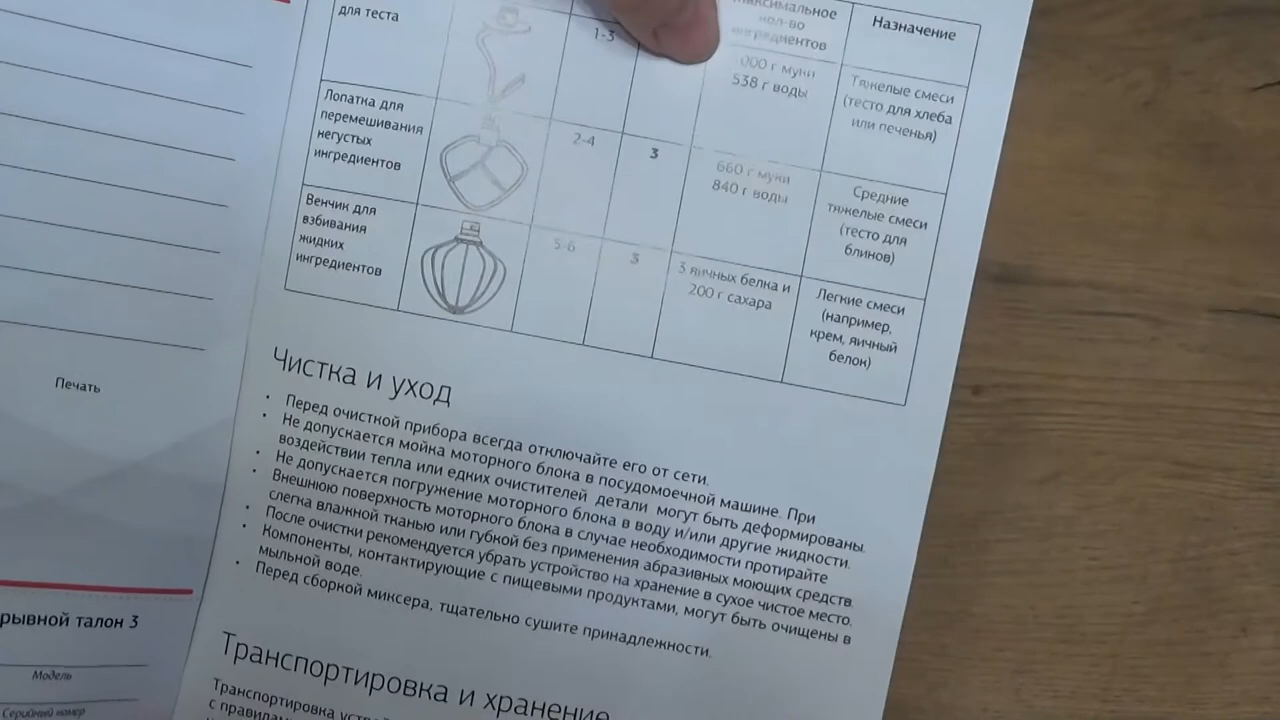 для теста
1-3
кол-во
ингредиентов
Назначение
000 г муки
538 г воды
Тяжелые смеси
(тесто для хлеба
или печенья)
Лопатка для
перемешивания
негустых
ингредиентов
2-4
3
660 г муки
840 г воды
Средние
тяжелые смеси
(тесто для
блинов)
Венчик для
взбивания
жидких
ингредиентов
5-6
3
3 яичных белка и
200 г сахара
Легкие смеси
(например,
крем, яичный
белок)
Чистка и уход
• Перед очисткой прибора всегда отключайте его от сети.
• Не допускается мойка моторного блока в посудомоечной машине. При
воздействии тепла или едких очистителей детали могут быть деформированы.
• Не допускается погружение моторного блока в воду и/или другие жидкости.
• Внешнюю поверхность моторного блока в случае необходимости протирайте
слегка влажной тканью или губкой без применения абразивных моющих средств.
• После очистки рекомендуется убрать устройство на хранение в сухое чистое место.
• Компоненты, контактирующие с пищевыми продуктами, могут быть очищены в
мыльной воде.
• Перед сборкой миксера, тщательно сушите принадлежности.
Транспортировка и хранение
Транспортировка
с правилами
Печать
рывной талон 3
Модель
Серийный номер